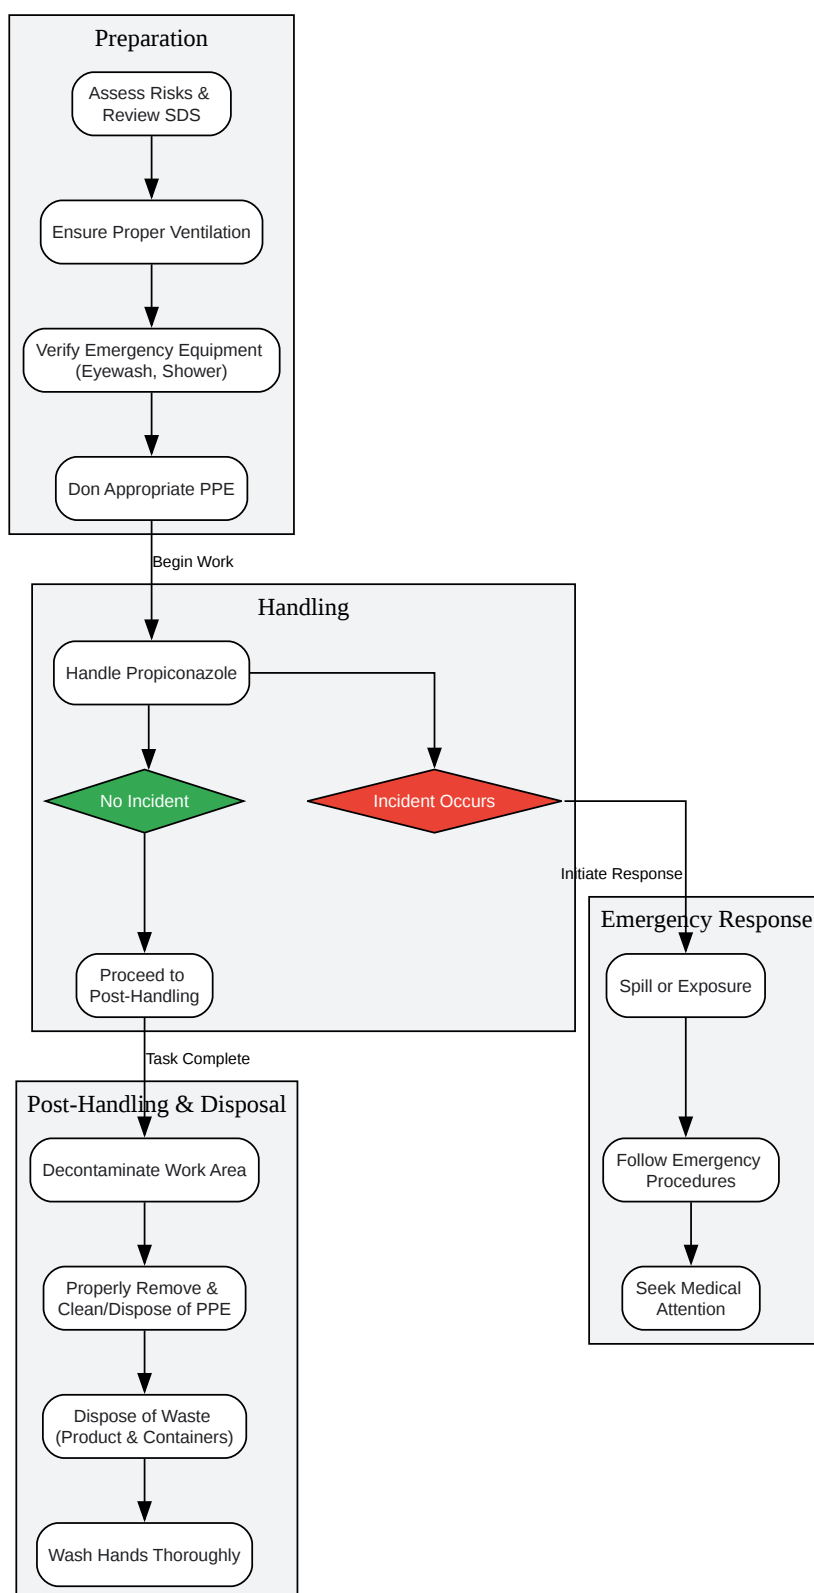 Preparation
Assess Risks &
Review SDS
Ensure Proper Ventilation
Verify Emergency Equipment
(Eyewash, Shower)
Don Appropriate PPE
Begin Work
Handling
Handle Propiconazole
No Incident
Incident Occurs
Initiate Response
Emergency Response
Spill or Exposure
Proceed to
Post-Handling
Task Complete
Post-Handling & Disposal
Decontaminate Work Area
Follow Emergency
Procedures
Properly Remove &
Clean/Dispose of PPE
Seek Medical
Attention
Dispose of Waste
(Product & Containers)
Wash Hands Thoroughly